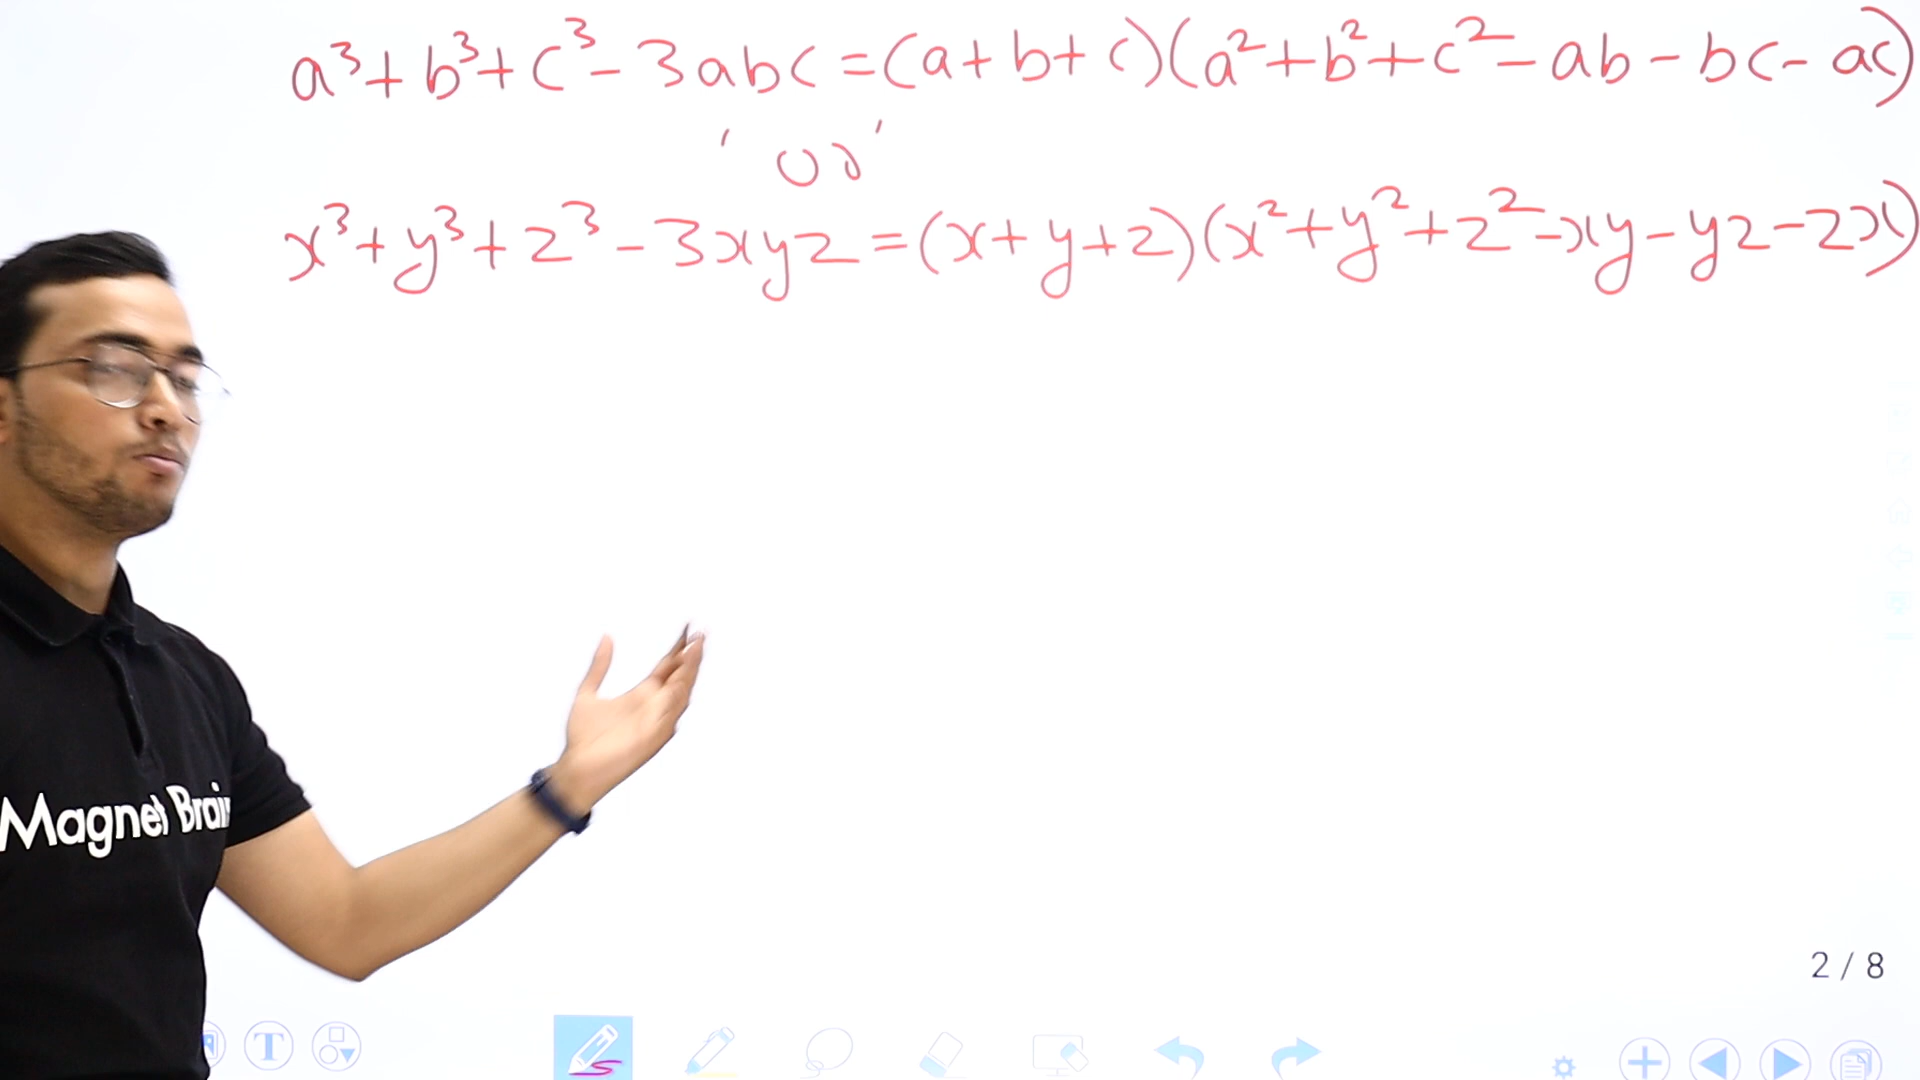 a³+b³+c³-3abc=(a+b+c)(a²+b²+c²-ab-bc-ac)
'or'
x³+y³+z³-3xyz=(x+y+z)(x²+y²+z²-xy-yz-zx)
Magnet Brai
2 / 8
T